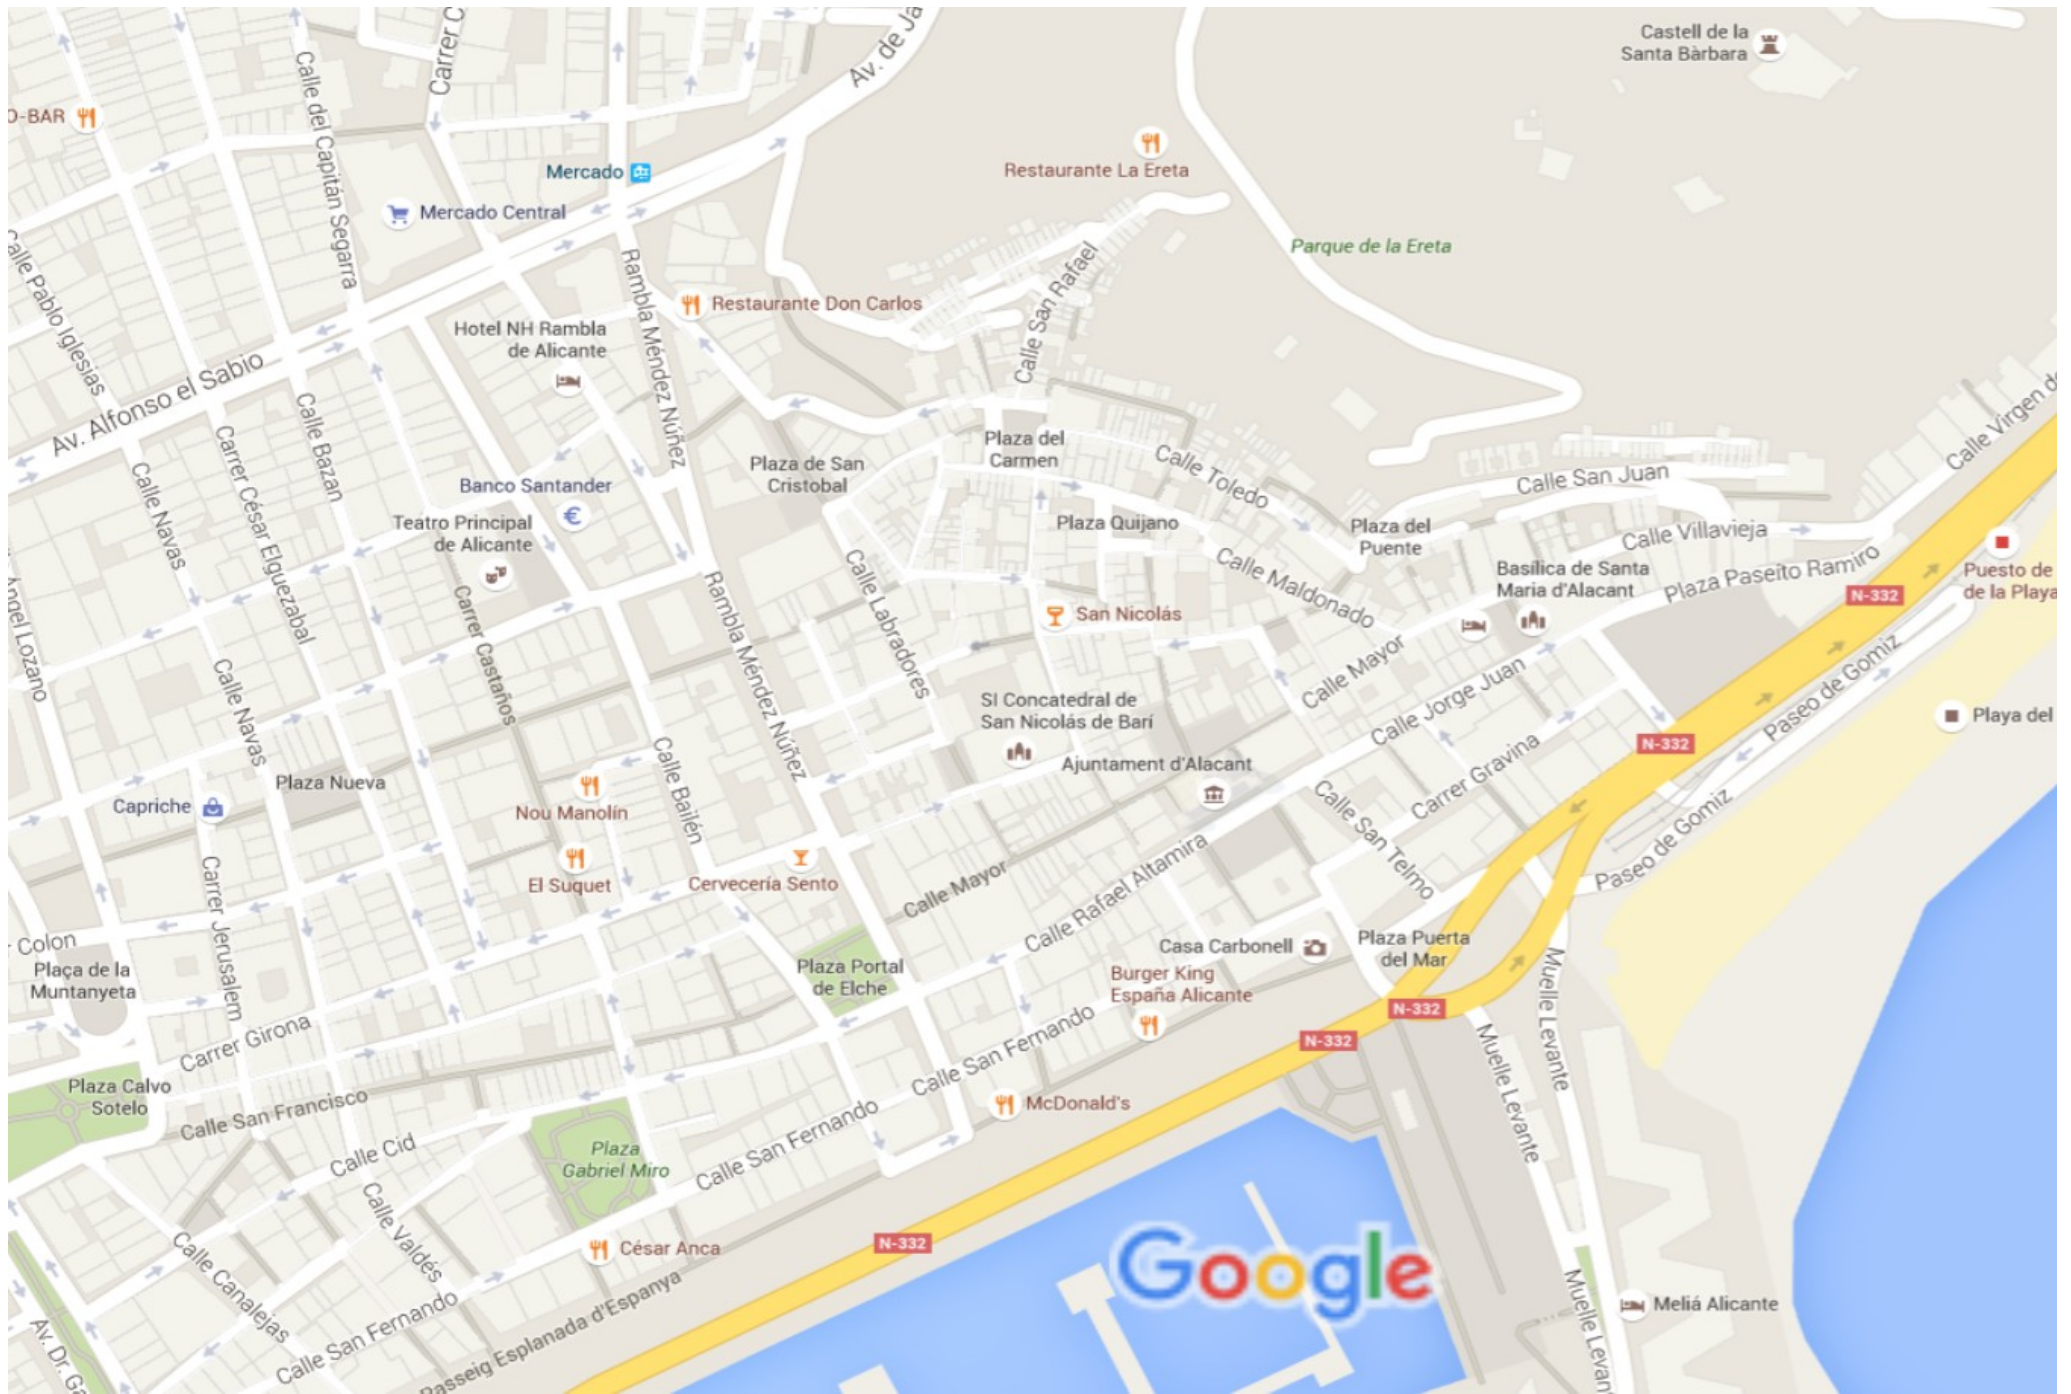 Carrer C
Av. de Ja
Castell de la
Santa Bàrbara
O-BAR
Calle del Capitán Segarra
Mercado
Restaurante La Ereta
Mercado Central
Parque de la Ereta
Calle Pablo Iglesias
Rambla Méndez Núñez
Calle San Rafael
Restaurante Don Carlos
Hotel NH Rambla
de Alicante
Av. Alfonso el Sabio
Calle Virgen de
Calle Bazan
Carrer César Elguezabal
Calle Navas
Plaza de San
Cristobal
Plaza del
Carmen
Calle Toledo
Calle San Juan
Banco Santander
Teatro Principal
de Alicante
Plaza Quijano
Plaza del
Puente
Calle Villavieja
Calle Maldonado
Basílica de Santa
Maria d'Alacant
Plaza Paseito Ramiro
N-332
Puesto de
de la Playa
Angel Lozano
Carrer Castaños
Rambla Méndez Núñez
Calle Labradores
San Nicolás
Calle Mayor
Calle Navas
SI Concatedral de
San Nicolás de Barí
Calle Jorge Juan
Paseo de Gomiz
Playa del
N-332
Calle Bailén
Plaza Nueva
Ajuntament d'Alacant
Carrer Gravina
Capriche
Nou Manolín
Calle San Telmo
Paseo de Gomiz
El Suquet
Cervecería Sento
Calle Mayor
Calle Rafael Altamira
Carrer Jerusalem
Colon
Plaça de la
Muntanyeta
Plaza Portal
de Elche
Casa Carbonell
Plaza Puerta
del Mar
Burger King
España Alicante
N-332
N-332
Muelle Levante
Muelle Levante
Carrer Girona
Calle San Fernando
Plaza Calvo
Sotelo
Calle San Francisco
McDonald's
Calle Cid
Plaza
Gabriel Miro
Calle San Fernando
Calle Valdés
César Anca
N-332
Calle Canalejas
Google
Calle San Fernando
Passeig Esplanada d'Espanya
Av. Dr. Ga
Meliá Alicante
Muelle Levan